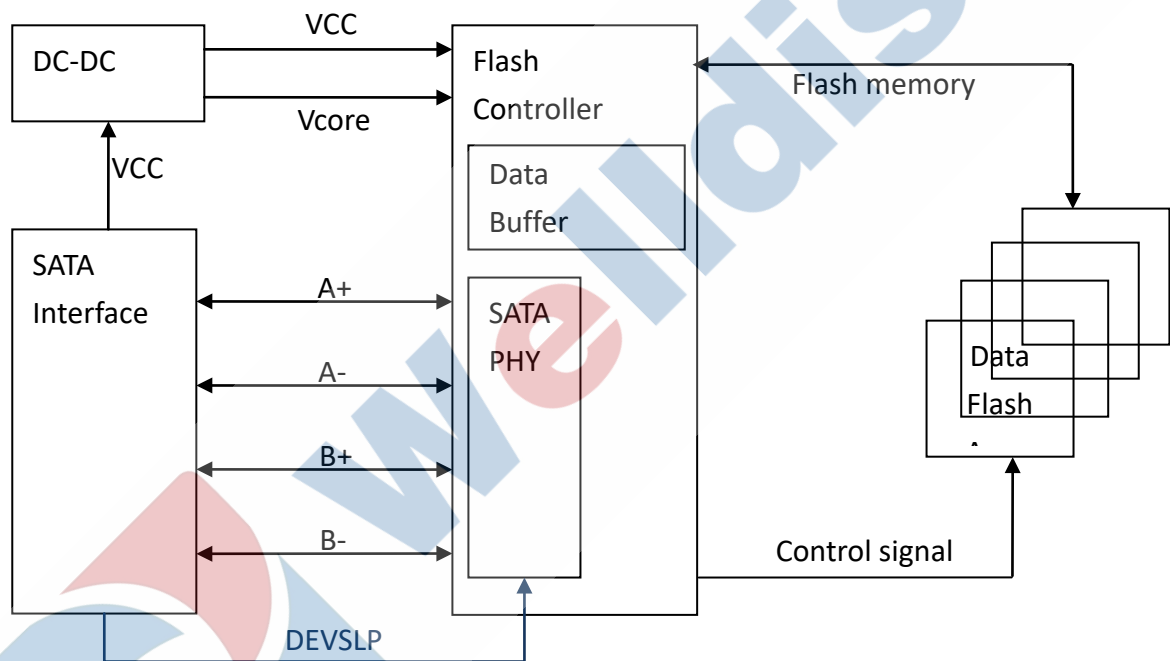 VCC
DC-DC
Flash
Controller
Flash memory
Vcore
VCC
Data
Buffer
SATA
Interface
A+
SATA
PHY
A-
Data
Flash
B+
B-
Control signal
DEVSLP
welldis